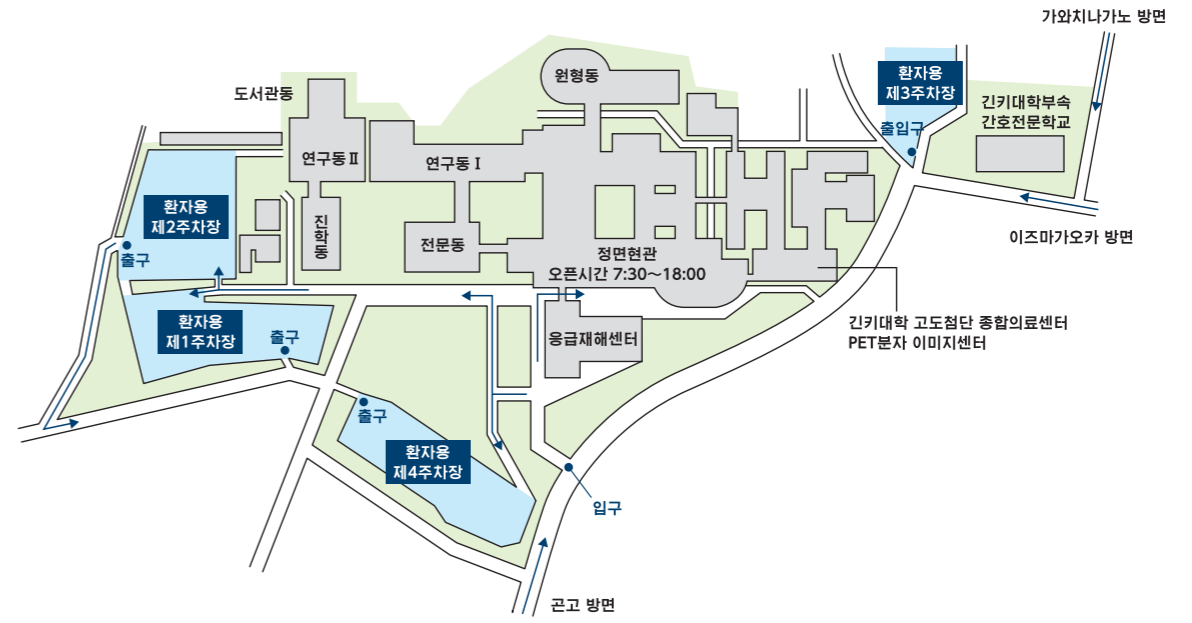 가와치나가노 방면
환자용
제3주차장
출입구
긴키대학부속
간호전문학교
이즈마가오카 방면
원형동
도서관동
연구동Ⅱ
연구동Ⅰ
진학동
전문동
정면현관
오픈시간 7:30~18:00
환자용
제2주차장
출구
환자용
제1주차장
출구
응급재해센터
긴키대학 고도첨단 종합의료센터
PET분자 이미지센터
출구
환자용
제4주차장
입구
곤고 방면